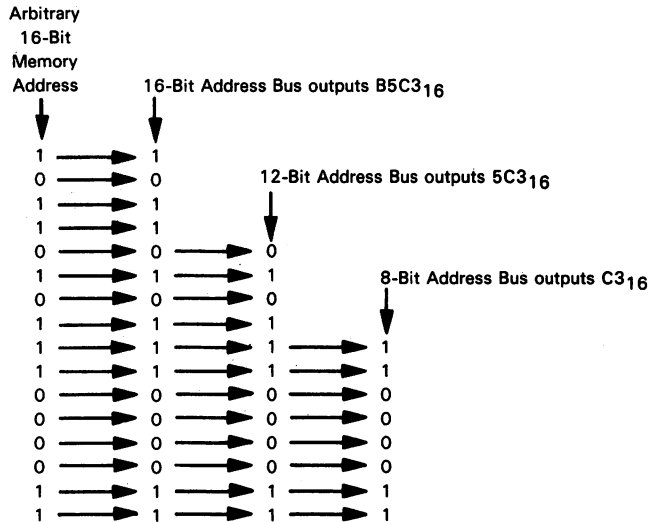 Arbitrary
16-Bit
Memory
Address
16-Bit Address Bus outputs B5C3₁₆
12-Bit Address Bus outputs 5C3₁₆
8-Bit Address Bus outputs C3₁₆
1 1
0 0
1 1
1 1
0 0 0
1 1 1
0 0 0
1 1 1
1 1 1 1
1 1 1 1
0 0 0 0
0 0 0 0
0 0 0 0
0 0 0 0
1 1 1 1
1 1 1 1